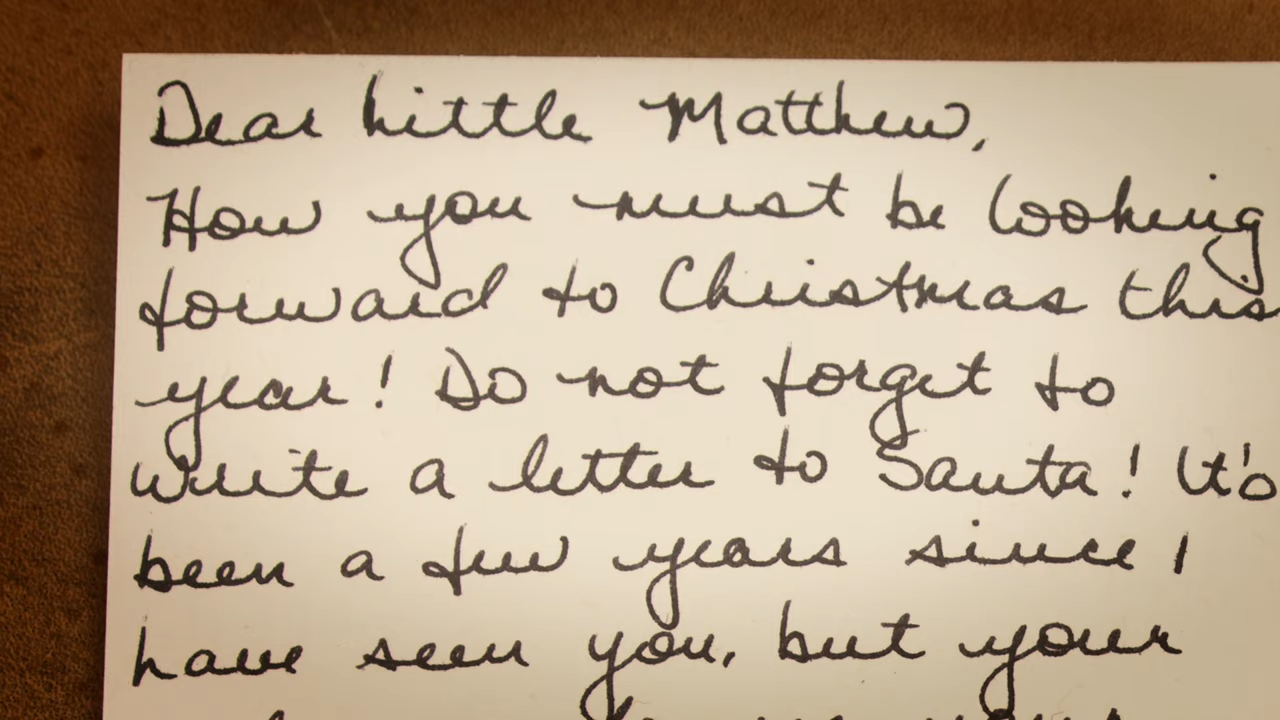 Dear Little Matthew,
How you must be looking
forward to Christmas this
year! Do not forget to
write a letter to Santa! It's
been a few years since I
have seen you, but your